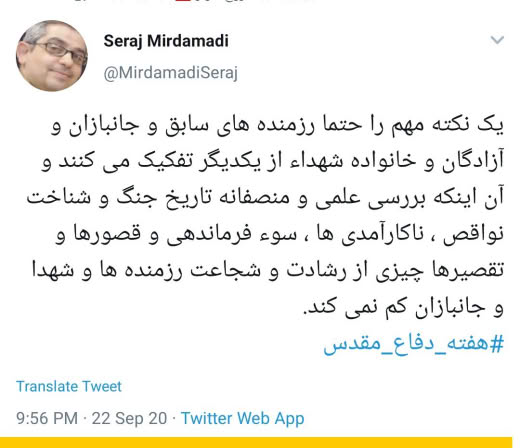 Seraj Mirdamadi
@MirdamadiSeraj
یک نکته مهم را حتما رزمنده های سابق و جانبازان و
آزادگان و خانواده شهداء از یکدیگر تفکیک می کنند و
آن اینکه بررسی علمی و منصفانه تاریخ جنگ و شناخت
نواقص ، ناکارآمدی ها ، سوء فرماندهی و قصورها و
تقصیرها چیزی از رشادت و شجاعت رزمنده ها و شهدا
و جانبازان کم نمی کند.
#هفته_دفاع_مقدس
Translate Tweet
9:56 PM · 22 Sep 20 · Twitter Web App